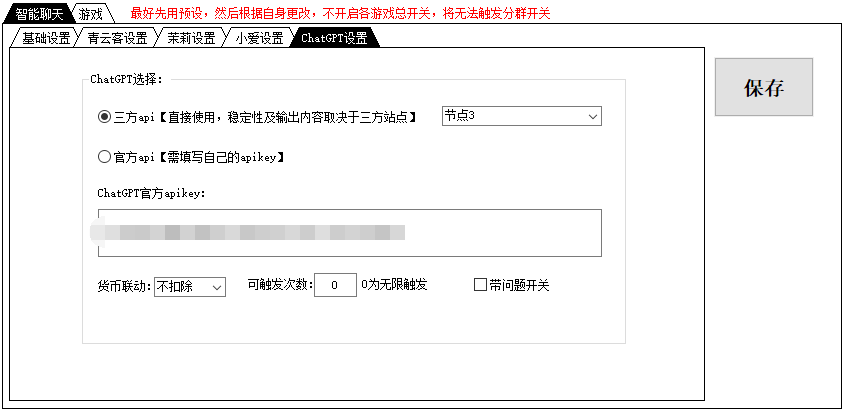 智能聊天 游戏 最好先用预设，然后根据自身更改，不开启各游戏总开关，将无法触发分群开关
基础设置 青云客设置 茉莉设置 小爱设置 ChatGPT设置
保存
ChatGPT选择：
三方api【直接使用，稳定性及输出内容取决于三方站点】 节点3
官方api【需填写自己的apikey】
ChatGPT官方apikey：
货币联动： 不扣除 可触发次数： 0 0为无限触发 带问题开关